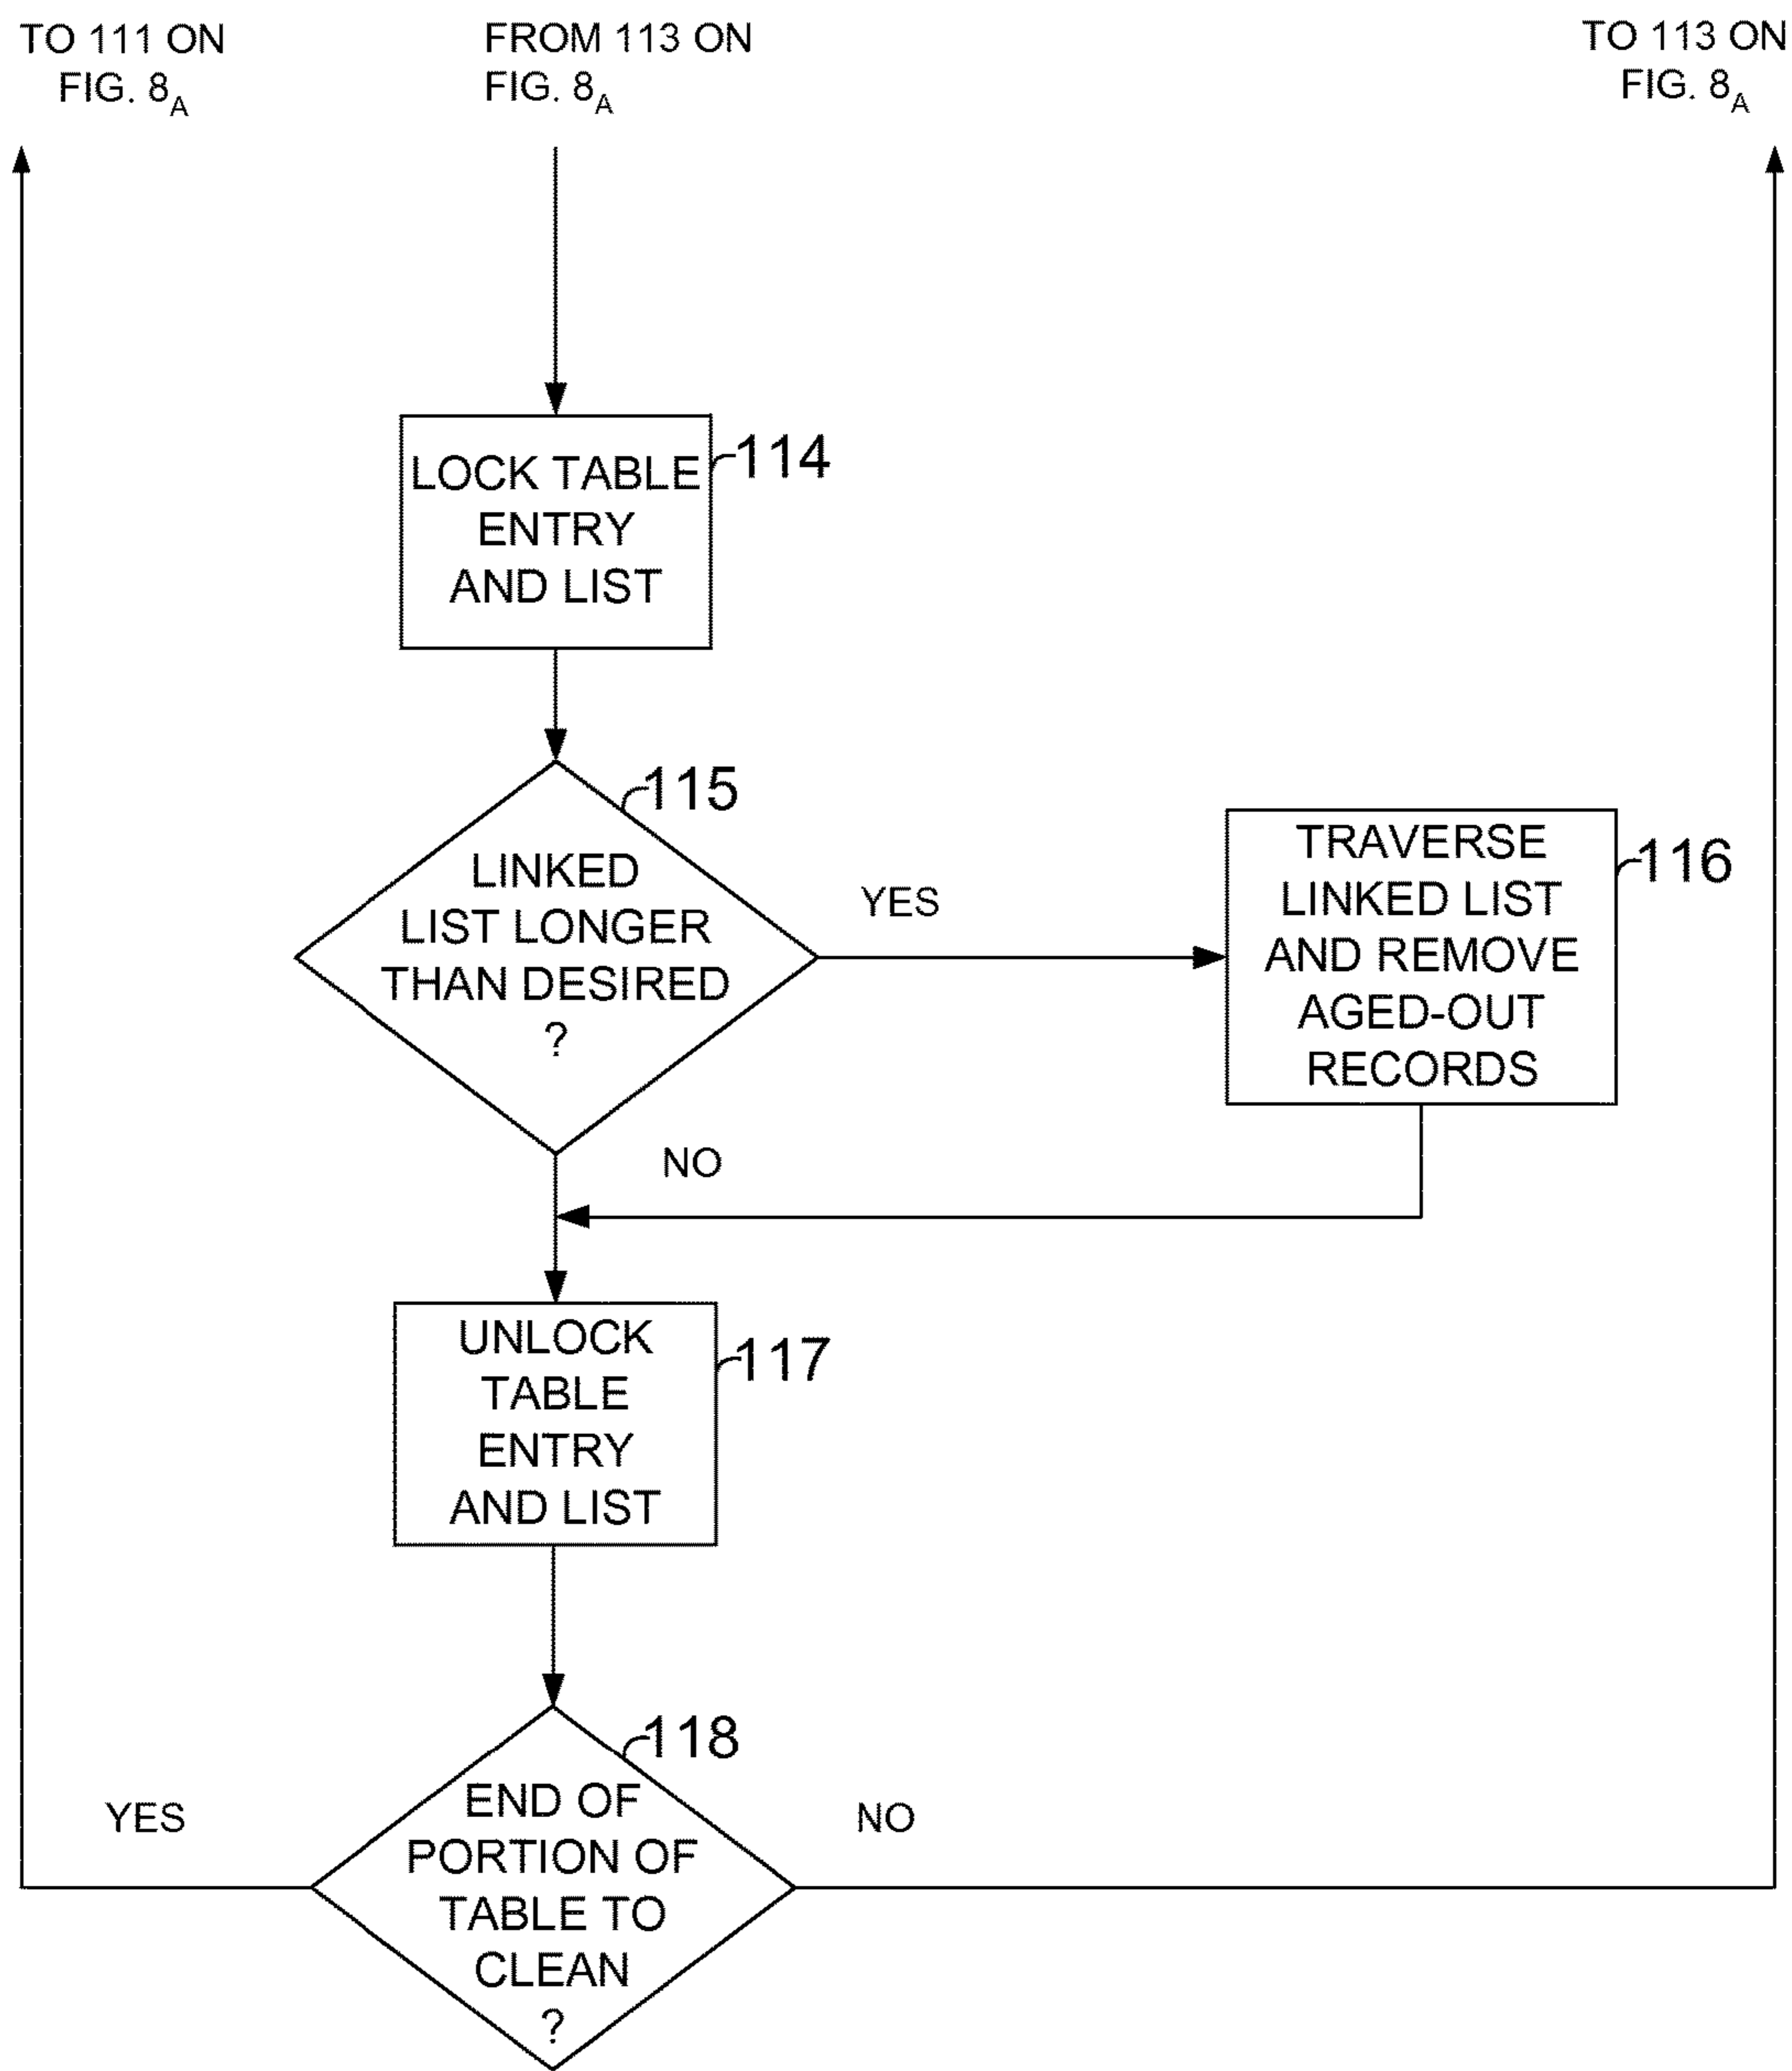 TO 111 ON
FIG. 8A
FROM 113 ON
FIG. 8A
TO 113 ON
FIG. 8A
LOCK TABLE
ENTRY
AND LIST
114
115
LINKED
LIST LONGER
THAN DESIRED
?
YES
TRAVERSE
LINKED LIST
AND REMOVE
AGED-OUT
RECORDS
116
NO
UNLOCK
TABLE
ENTRY
AND LIST
117
118
END OF
PORTION OF
TABLE TO
CLEAN
?
YES
NO